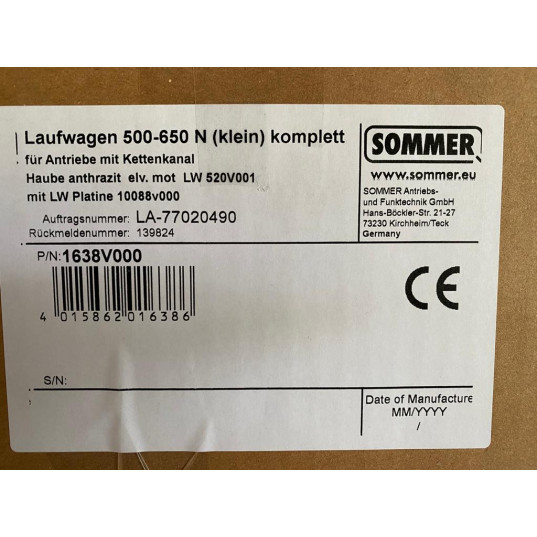 Laufwagen 500-650 N (klein) komplett
für Antriebe mit Kettenkanal
Haube anthrazit elv. mot LW 520V001
mit LW Platine 10088v000
Auftragsnummer: LA-77020490
Rückmeldenummer: 139824
SOMMER
www.sommer.eu
SOMMER Antriebs-
und Funktechnik GmbH
Hans-Böckler-Str. 21-27
73230 Kirchheim/Teck
Germany
P/N: 1638V000
4 015862 016386
CE
S/N:
Date of Manufacture
MM/YYYY
/